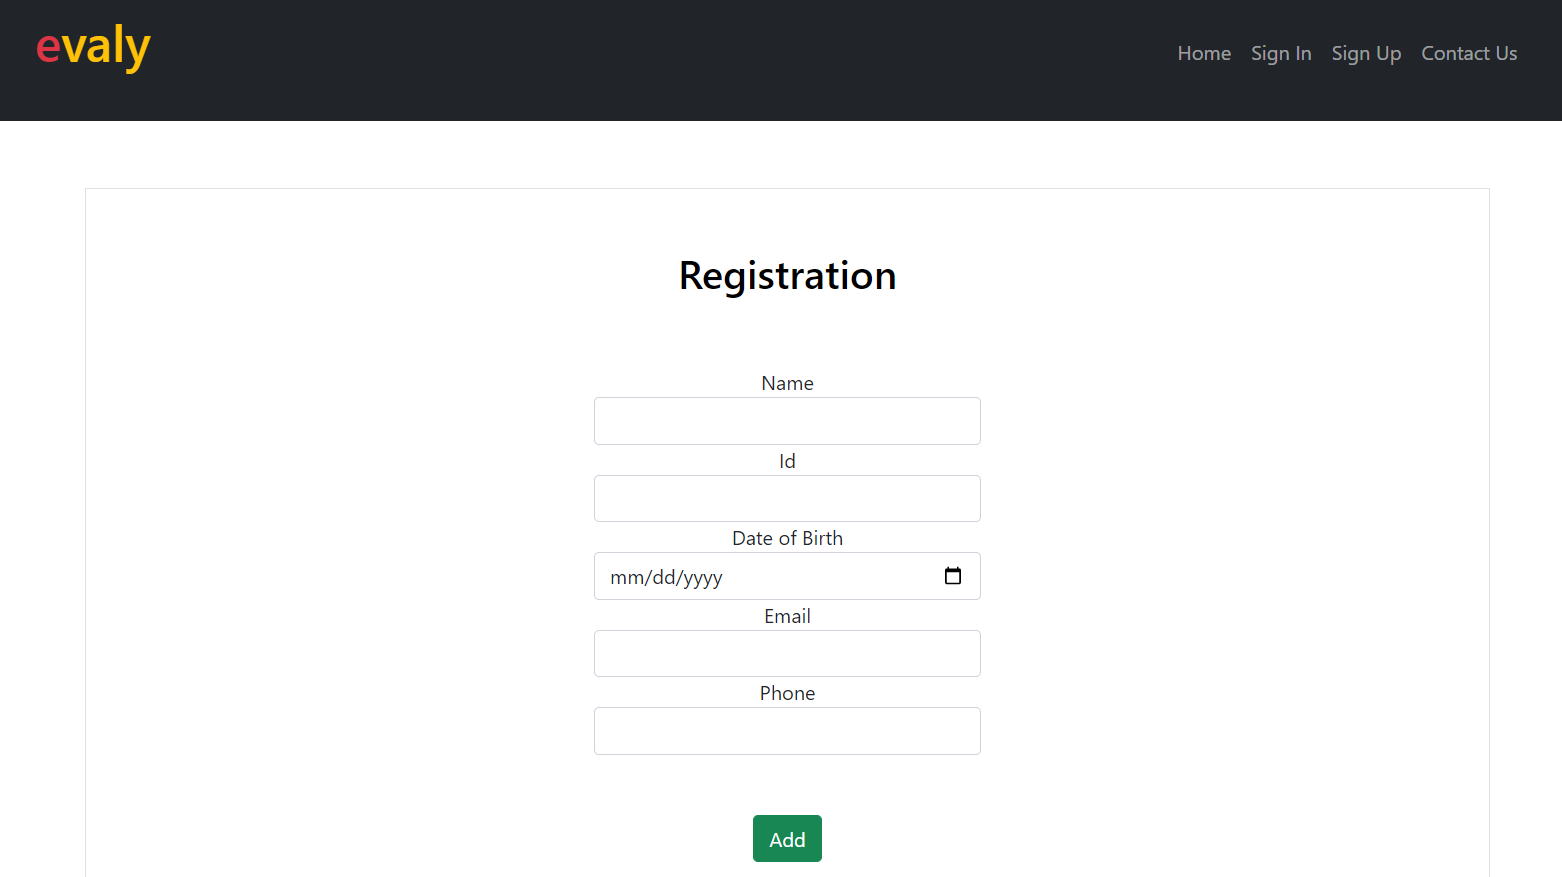 evaly
Home Sign In Sign Up Contact Us
Registration
Name
Id
Date of Birth
mm/dd/yyyy
Email
Phone
Add